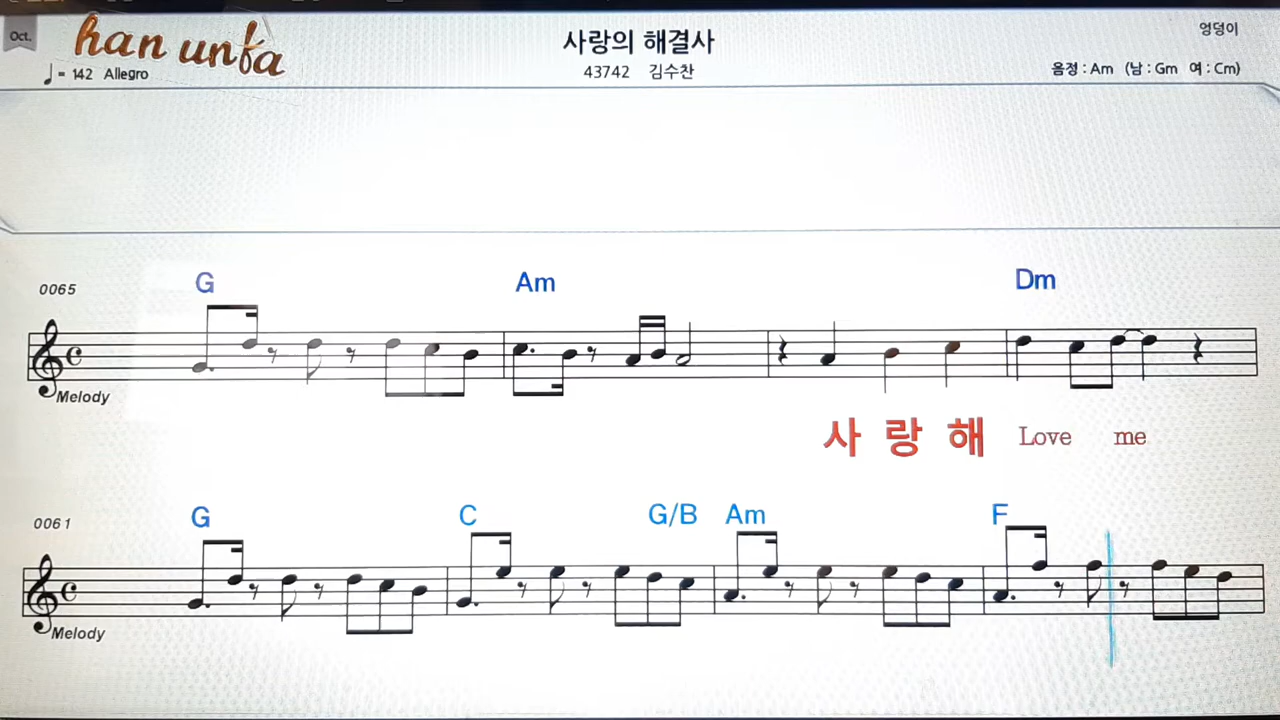 Oct.
han unfa
= 142 Allegro
사랑의 해결사
43742 김수찬
엉덩이
음정 : Am (남 : Gm 여 : Cm)
0065
G Am Dm
Melody
사 랑 해 Love me
0061
G C G/B Am F
Melody